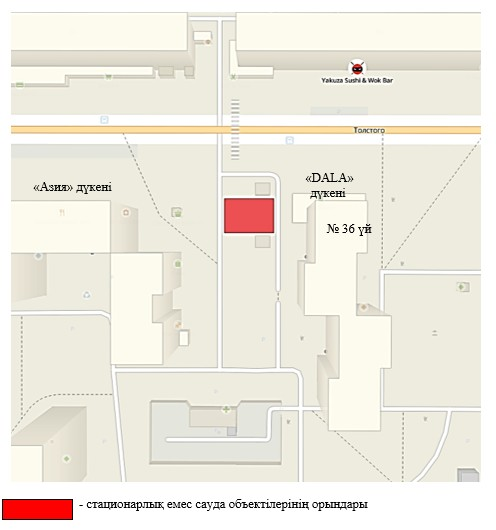 Yakuza Sushi & Wok Bar
Толстого
«Азия» дүкені
«DALA»
дүкені
№ 36 үй
- стационарлық емес сауда объектілерінің орындары